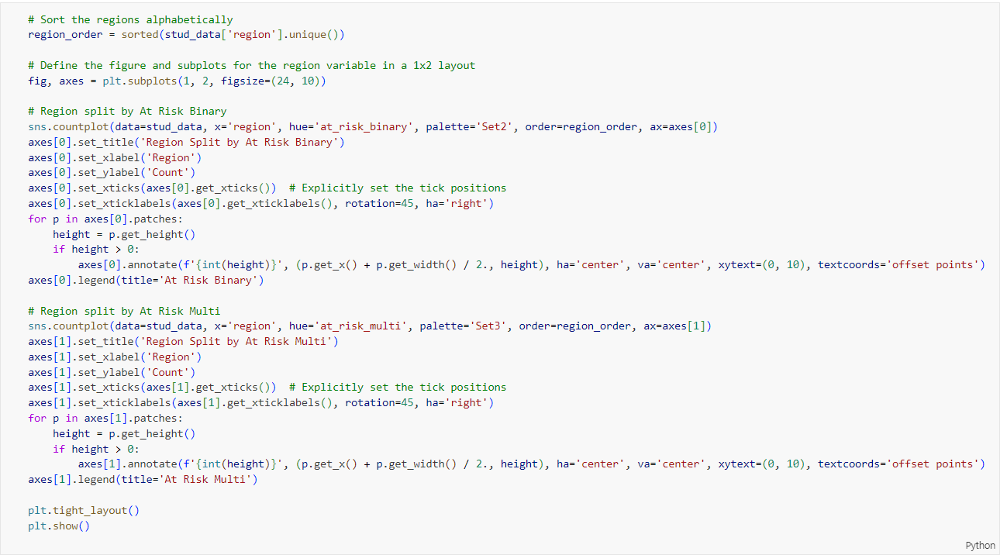 # Sort the regions alphabetically
region_order = sorted(stud_data['region'].unique())
# Define the figure and subplots for the region variable in a 1x2 layout
fig, axes = plt.subplots(1, 2, figsize=(24, 10))
# Region split by At Risk Binary
sns.countplot(data=stud_data, x='region', hue='at_risk_binary', palette='Set2', order=region_order, ax=axes[0])
axes[0].set_title('Region Split by At Risk Binary')
axes[0].set_xlabel('Region')
axes[0].set_ylabel('Count')
axes[0].set_xticks(axes[0].get_xticks())  # Explicitly set the tick positions
axes[0].set_xticklabels(axes[0].get_xticklabels(), rotation=45, ha='right')
for p in axes[0].patches:
    height = p.get_height()
    if height > 0:
        axes[0].annotate(f'{int(height)}', (p.get_x() + p.get_width() / 2., height), ha='center', va='center', xytext=(0, 10), textcoords='offset points')
axes[0].legend(title='At Risk Binary')
# Region split by At Risk Multi
sns.countplot(data=stud_data, x='region', hue='at_risk_multi', palette='Set3', order=region_order, ax=axes[1])
axes[1].set_title('Region Split by At Risk Multi')
axes[1].set_xlabel('Region')
axes[1].set_ylabel('Count')
axes[1].set_xticks(axes[1].get_xticks())  # Explicitly set the tick positions
axes[1].set_xticklabels(axes[1].get_xticklabels(), rotation=45, ha='right')
for p in axes[1].patches:
    height = p.get_height()
    if height > 0:
        axes[1].annotate(f'{int(height)}', (p.get_x() + p.get_width() / 2., height), ha='center', va='center', xytext=(0, 10), textcoords='offset points')
axes[1].legend(title='At Risk Multi')
plt.tight_layout()
plt.show()
Python